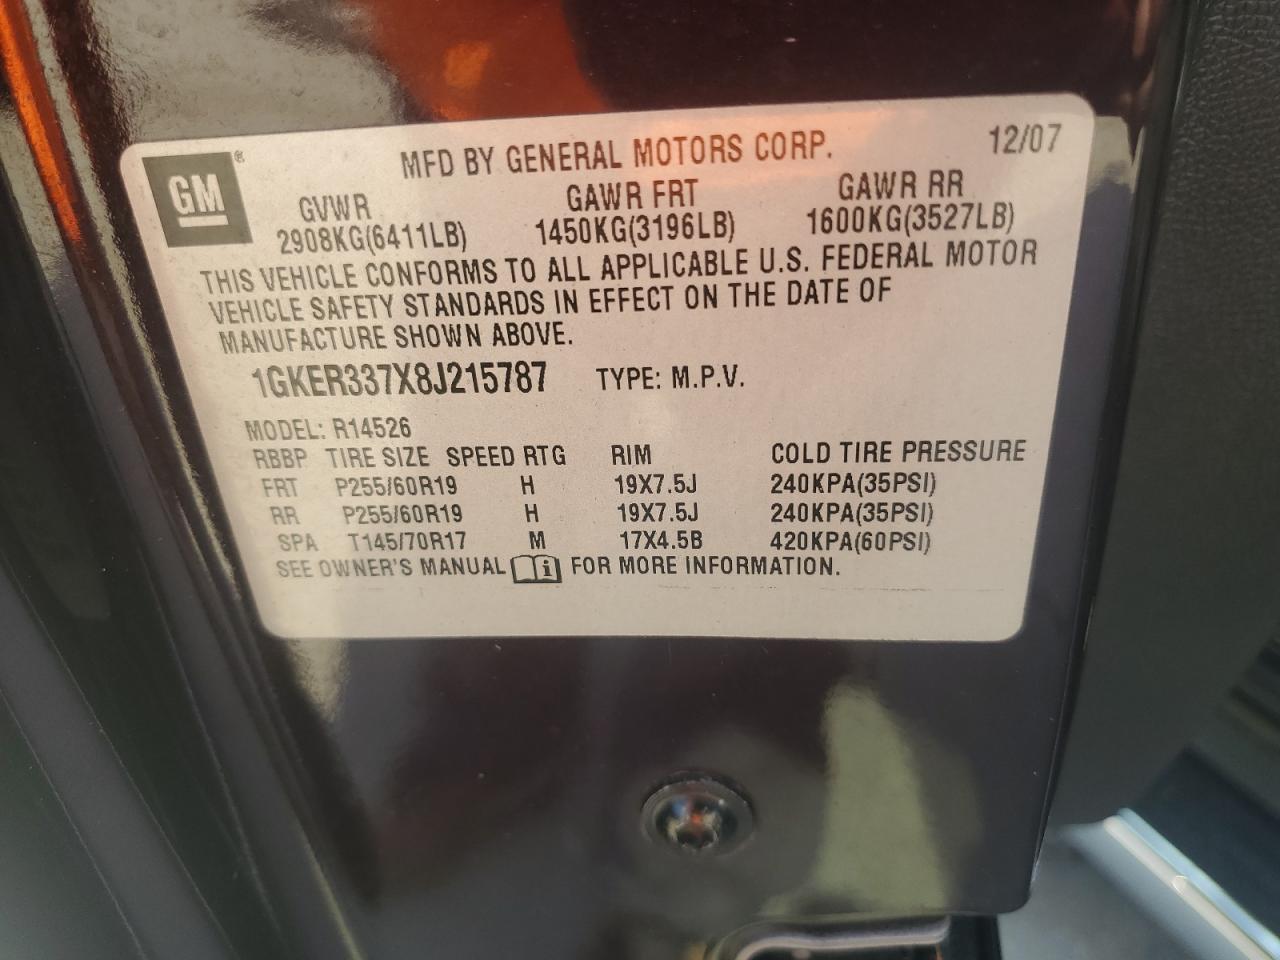 GM® MFD BY GENERAL MOTORS CORP. 12/07
GVWR GAWR FRT GAWR RR
2908KG(6411LB) 1450KG(3196LB) 1600KG(3527LB)
THIS VEHICLE CONFORMS TO ALL APPLICABLE U.S. FEDERAL MOTOR
VEHICLE SAFETY STANDARDS IN EFFECT ON THE DATE OF
MANUFACTURE SHOWN ABOVE.
1GKER337X8J215787 TYPE: M.P.V.
MODEL: R14526
RBBP TIRE SIZE SPEED RTG RIM COLD TIRE PRESSURE
FRT P255/60R19 H 19X7.5J 240KPA(35PSI)
RR P255/60R19 H 19X7.5J 240KPA(35PSI)
SPA T145/70R17 M 17X4.5B 420KPA(60PSI)
SEE OWNER'S MANUAL i FOR MORE INFORMATION.